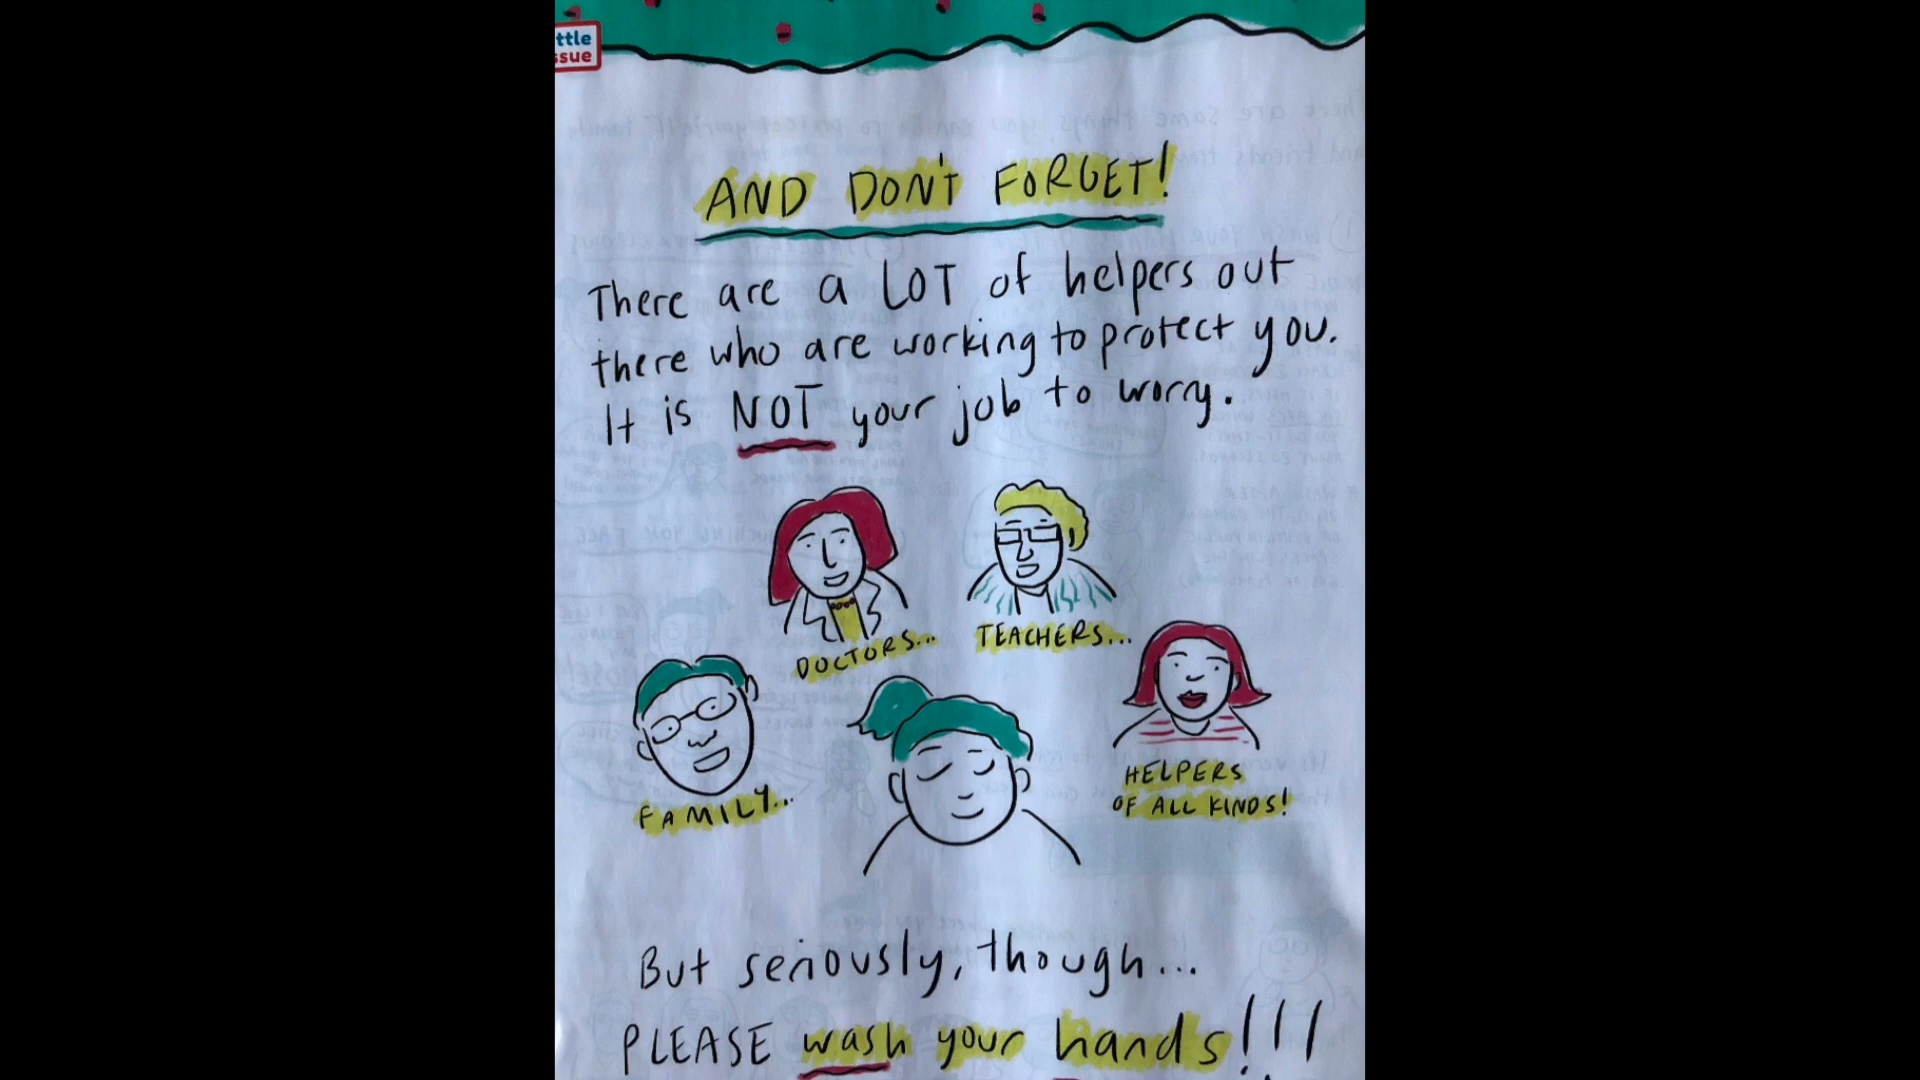 ttle
ssue
AND DON'T FORGET!
There are a LOT of helpers out
there who are working to protect you.
It is NOT your job to worry.
DOCTORS...
TEACHERS...
FAMILY...
HELPERS
OF ALL KINDS!
But seriously, though...
PLEASE wash your hands!!!